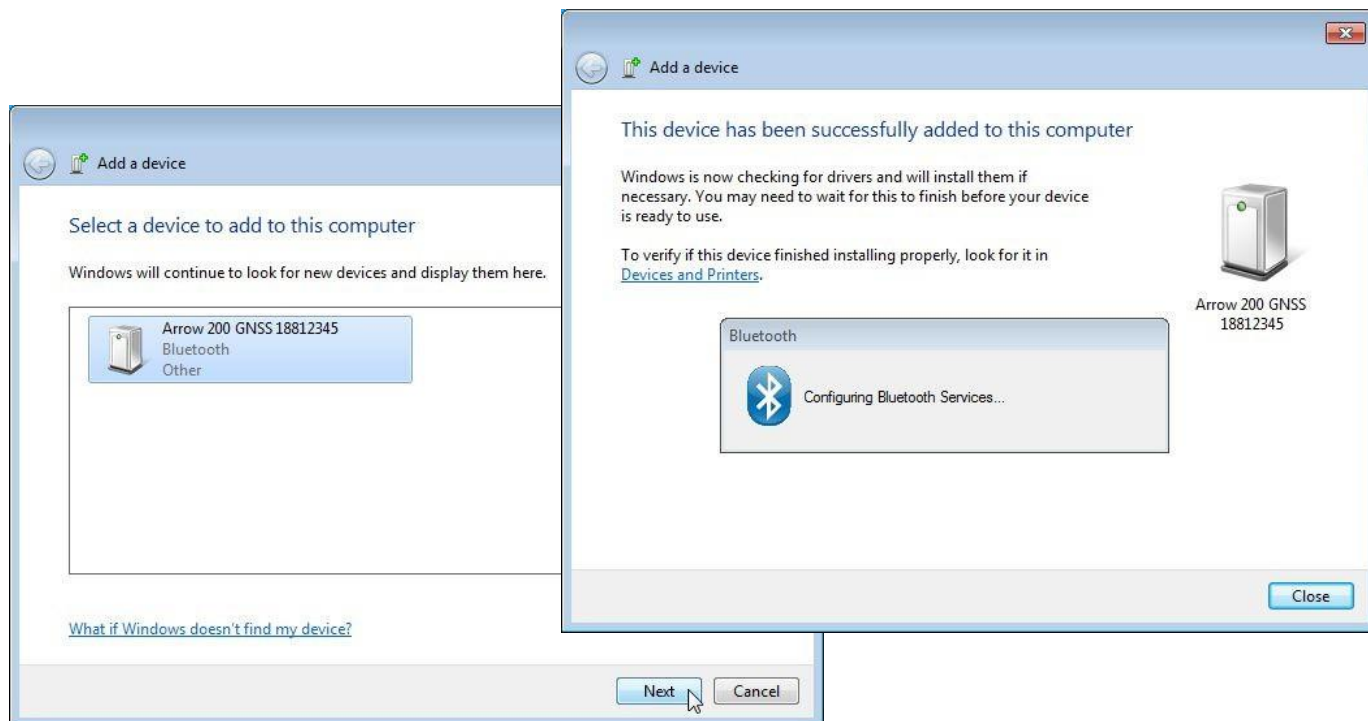 Add a device
Select a device to add to this computer
Windows will continue to look for new devices and display them here.
Arrow 200 GNSS 18812345
Bluetooth
Other
What if Windows doesn't find my device?
Next
Cancel
Add a device
This device has been successfully added to this computer
Windows is now checking for drivers and will install them if
necessary. You may need to wait for this to finish before your device
is ready to use.
To verify if this device finished installing properly, look for it in
Devices and Printers.
Arrow 200 GNSS
18812345
Bluetooth
Configuring Bluetooth Services...
Close